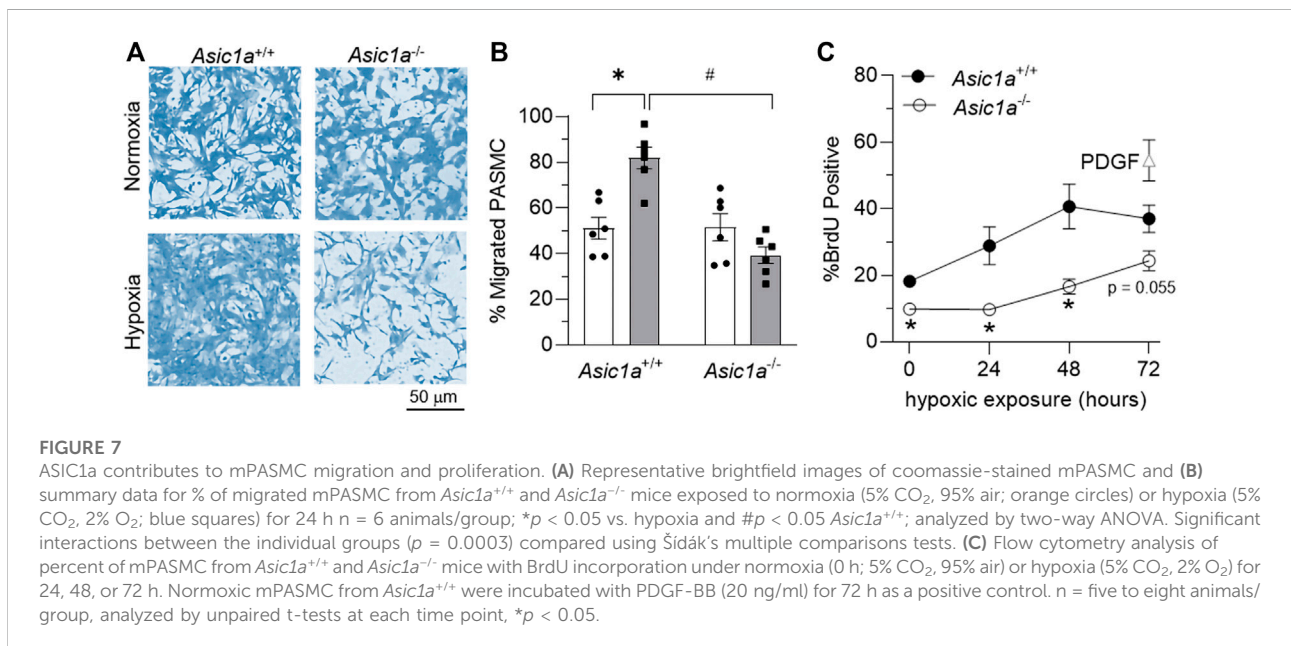 A
Asic1a+/+
Asic1a-/-
Normoxia
Hypoxia
50 μm
B
*
#
% Migrated PASMC
100
80
60
40
20
0
Asic1a+/+
Asic1a-/-
C
Asic1a+/+
Asic1a-/-
PDGF
%BrdU Positive
80
60
40
20
0
*
*
*
p = 0.055
0 24 48 72
hypoxic exposure (hours)
FIGURE 7
ASIC1a contributes to mPASMC migration and proliferation. (A) Representative brightfield images of coomassie-stained mPASMC and (B)
summary data for % of migrated mPASMC from Asic1a+/+ and Asic1a−/− mice exposed to normoxia (5% CO₂, 95% air; orange circles) or hypoxia (5%
CO₂, 2% O₂; blue squares) for 24 h n = 6 animals/group; *p < 0.05 vs. hypoxia and #p < 0.05 Asic1a+/+; analyzed by two-way ANOVA. Significant
interactions between the individual groups (p = 0.0003) compared using Šídák’s multiple comparisons tests. (C) Flow cytometry analysis of
percent of mPASMC from Asic1a+/+ and Asic1a−/− mice with BrdU incorporation under normoxia (0 h; 5% CO₂, 95% air) or hypoxia (5% CO₂, 2% O₂) for
24, 48, or 72 h. Normoxic mPASMC from Asic1a+/+ were incubated with PDGF-BB (20 ng/ml) for 72 h as a positive control. n = five to eight animals/
group, analyzed by unpaired t-tests at each time point, *p < 0.05.